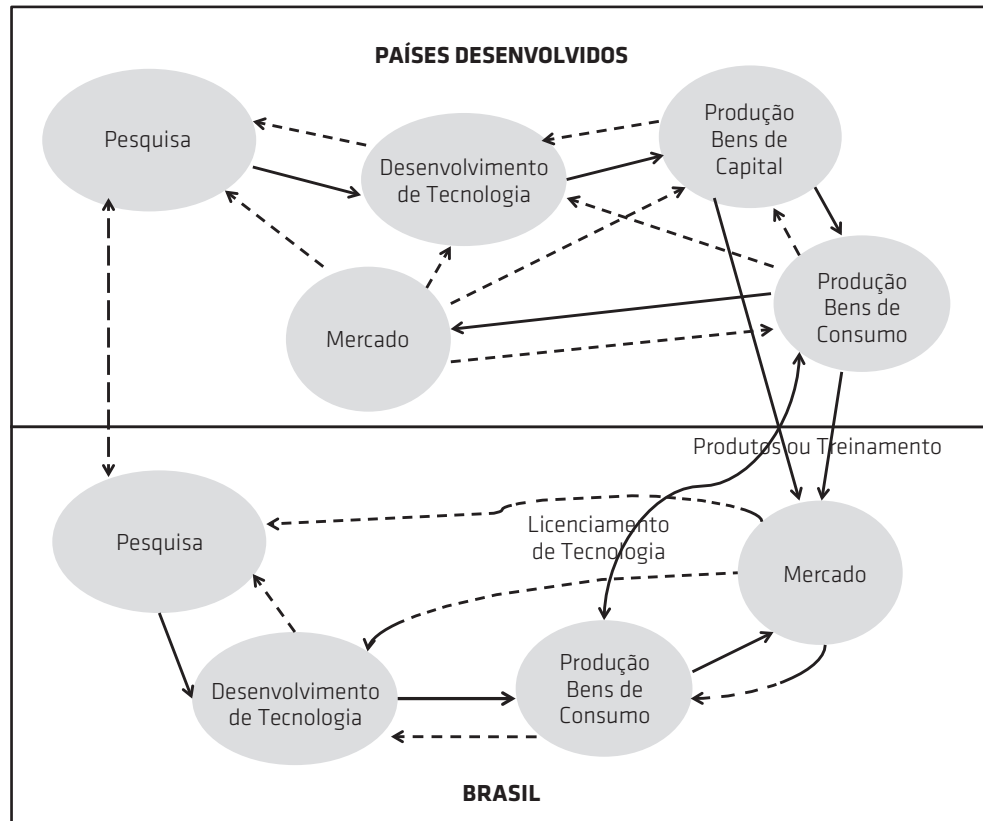 PAÍSES DESENVOLVIDOS
Pesquisa
Desenvolvimento
de Tecnologia
Produção
Bens de
Capital
Mercado
Produção
Bens de
Consumo
Produtos ou Treinamento
Pesquisa
Licenciamento
de Tecnologia
Mercado
Desenvolvimento
de Tecnologia
Produção
Bens de
Consumo
BRASIL